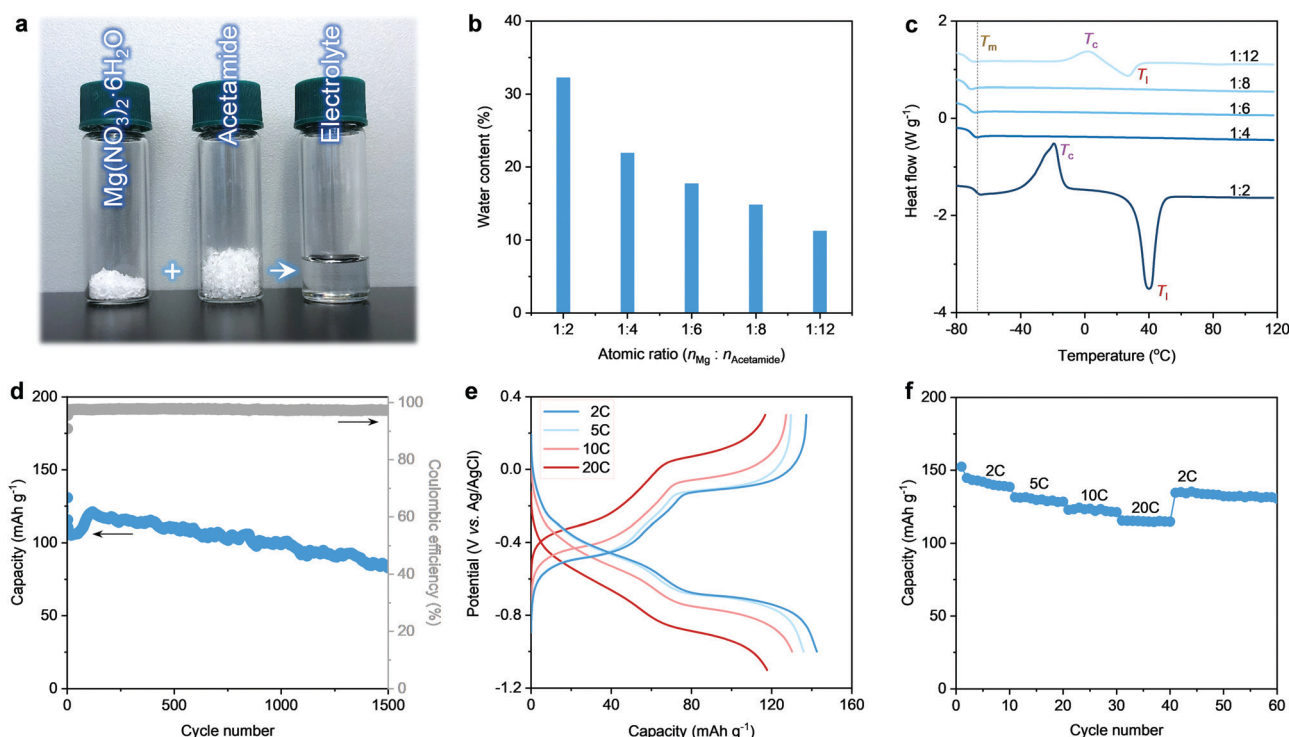 a
Mg(NO₃)₂·6H₂O
Acetamide
Electrolyte
+
b
Water content (%)
40
30
20
10
0
1:2 1:4 1:6 1:8 1:12
Atomic ratio (nMg : nAcetamide)
c
Heat flow (W g⁻¹)
2
0
−2
−4
Tm
Tc
Tl
1:12
1:8
1:6
1:4
Tc
1:2
Tl
-80 -40 0 40 80 120
Temperature (°C)
d
Capacity (mAh g⁻¹)
200
150
100
50
0
100
80
60
40
20
0
Coulombic efficiency (%)
0 500 1000 1500
Cycle number
e
Potential (V vs. Ag/AgCl)
0.4
0.0
-0.4
-0.8
-1.2
2C
5C
10C
20C
0 40 80 120 160
Capacity (mAh g⁻¹)
f
Capacity (mAh g⁻¹)
200
150
100
50
0
2C
5C
10C
20C
2C
0 10 20 30 40 50 60
Cycle number